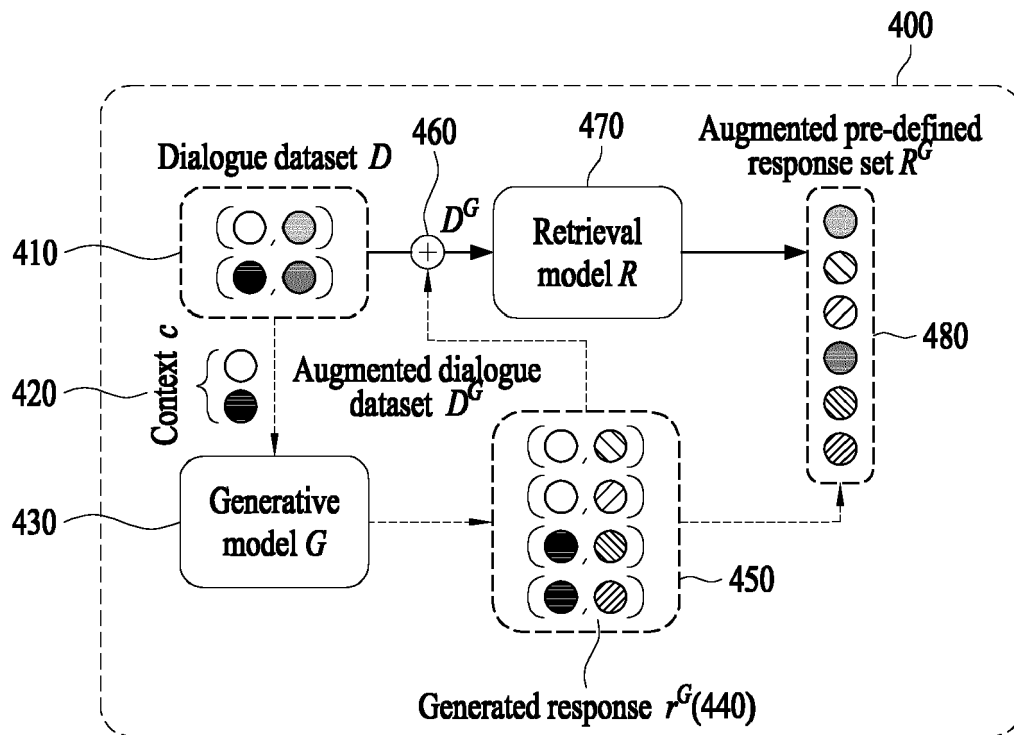 400
460
470
Augmented pre-defined
response set R^G
Dialogue dataset D
D^G
410
Retrieval
model R
480
420
Context c
Augmented dialogue
dataset D^G
430
Generative
model G
450
Generated response r^G(440)